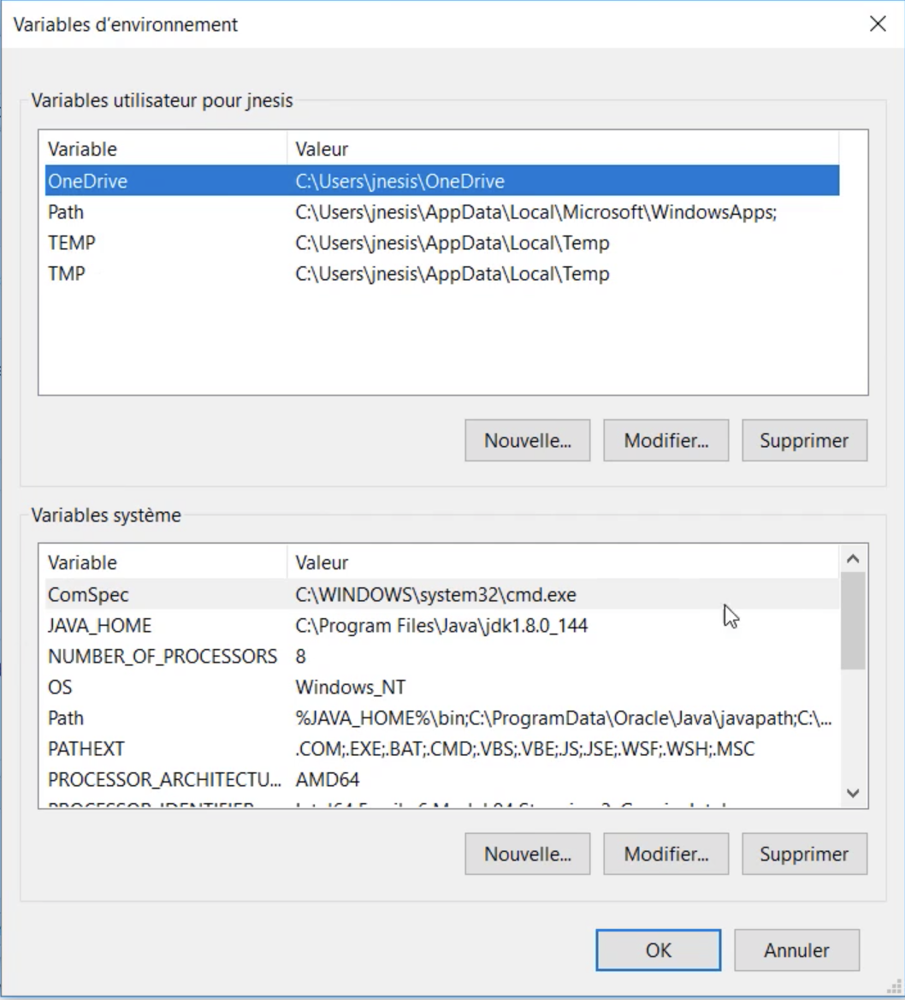 Variables d’environnement
Variables utilisateur pour jnesis
Variable Valeur
OneDrive C:\Users\jnesis\OneDrive
Path C:\Users\jnesis\AppData\Local\Microsoft\WindowsApps;
TEMP C:\Users\jnesis\AppData\Local\Temp
TMP C:\Users\jnesis\AppData\Local\Temp
Nouvelle... Modifier... Supprimer
Variables système
Variable Valeur
ComSpec C:\WINDOWS\system32\cmd.exe
JAVA_HOME C:\Program Files\Java\jdk1.8.0_144
NUMBER_OF_PROCESSORS 8
OS Windows_NT
Path %JAVA_HOME%\bin;C:\ProgramData\Oracle\Java\javapath;C:\...
PATHEXT .COM;.EXE;.BAT;.CMD;.VBS;.VBE;.JS;.JSE;.WSF;.WSH;.MSC
PROCESSOR_ARCHITECTU... AMD64
PROCESSOR_IDENTIFIER
Nouvelle... Modifier... Supprimer
OK Annuler